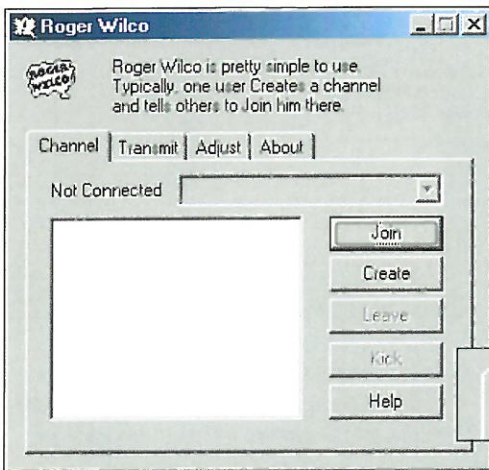 Roger Wilco
ROGER
WILCO
Roger Wilco is pretty simple to use.
Typically, one user Creates a channel
and tells others to Join him there.
Channel
Transmit
Adjust
About
Not Connected
Join
Create
Leave
Kick
Help